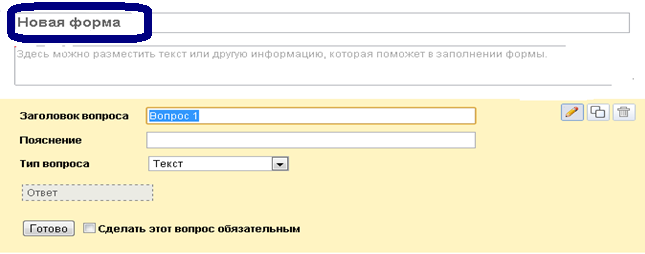 Новая форма
Здесь можно разместить текст или другую информацию, которая поможет в заполнении формы.
Заголовок вопроса Вопрос 1
Пояснение
Тип вопроса Текст
Ответ
Готово Сделать этот вопрос обязательным